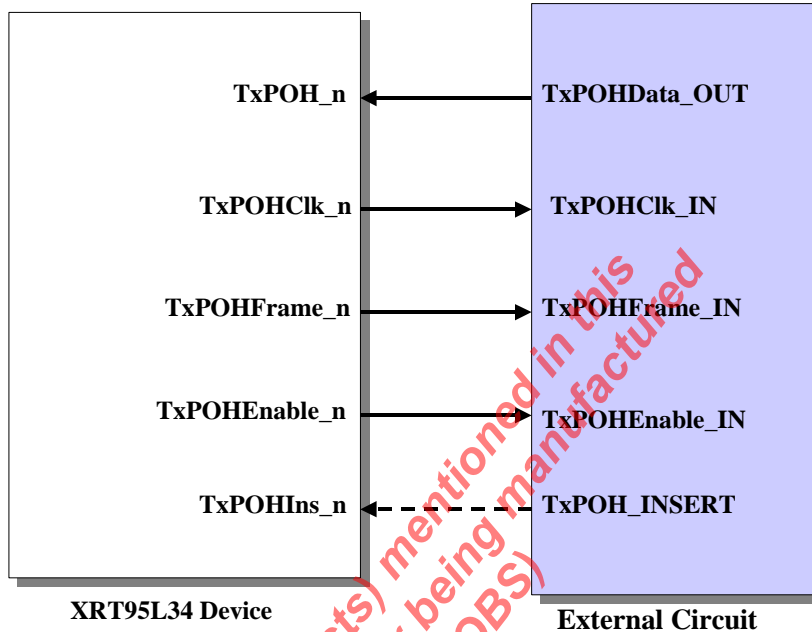 TxPOH_n
TxPOHData_OUT
TxPOHClk_n
TxPOHClk_IN
TxPOHFrame_n
TxPOHFrame_IN
TxPOHEnable_n
TxPOHEnable_IN
TxPOHIns_n
TxPOH_INSERT
XRT95L34 Device
External Circuit
mentioned in this
being manufactured
OBS)